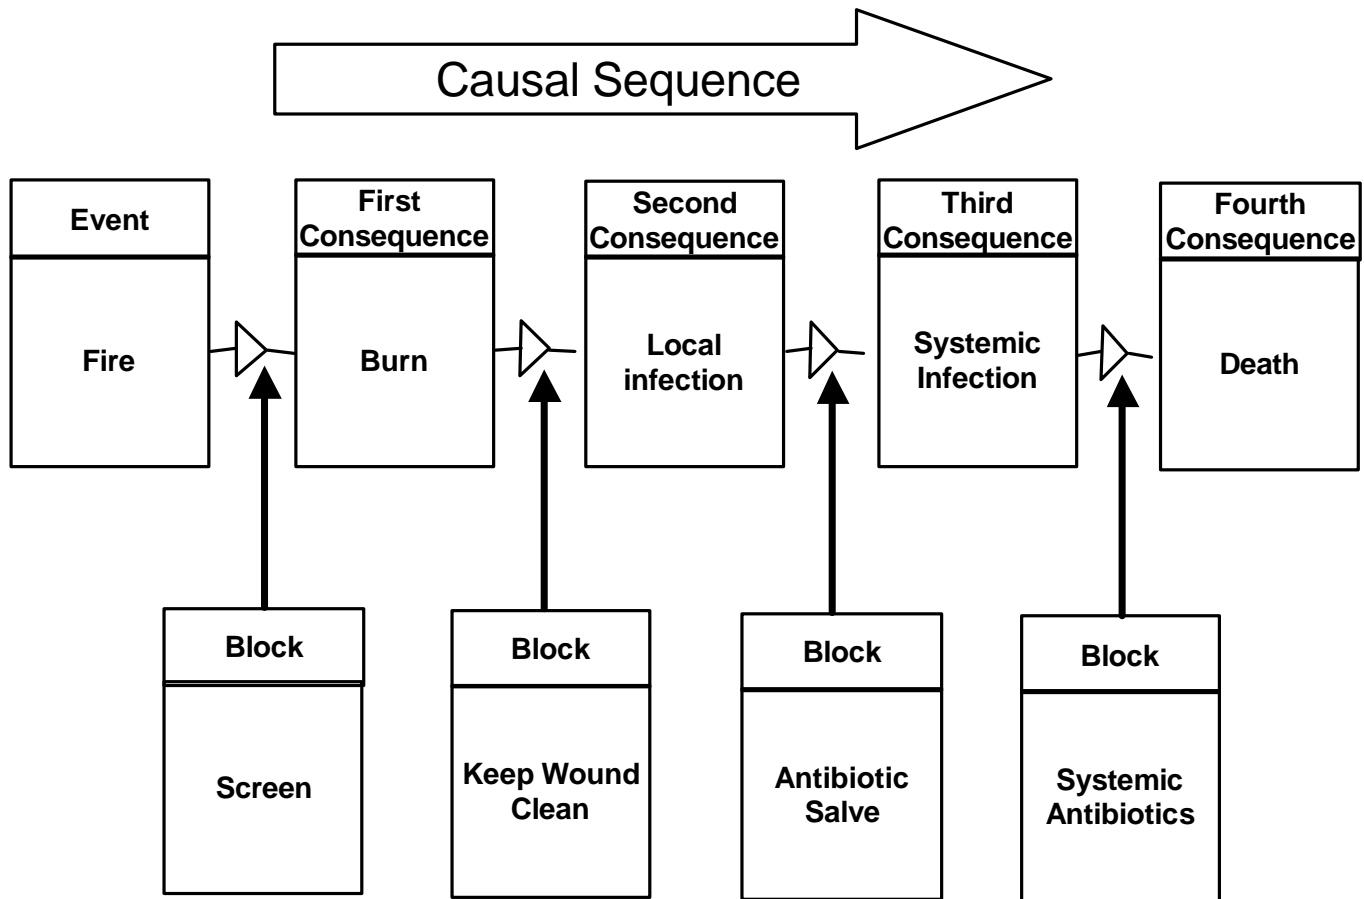 Causal Sequence
Event
First
Consequence
Second
Consequence
Third
Consequence
Fourth
Consequence
Fire
Burn
Local
infection
Systemic
Infection
Death
Block
Block
Block
Block
Screen
Keep Wound
Clean
Antibiotic
Salve
Systemic
Antibiotics